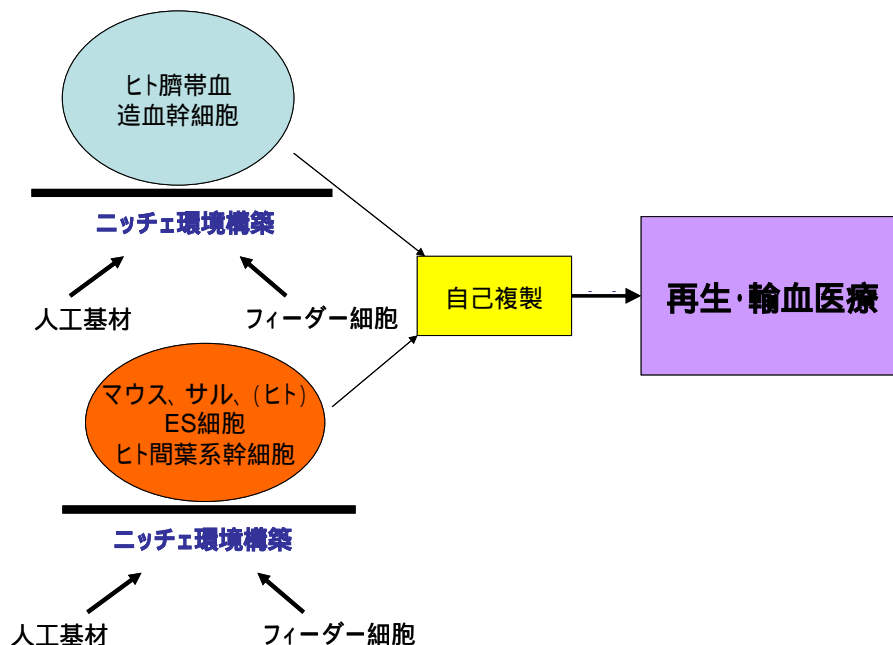 ヒト臍帯血
造血幹細胞
ニッチェ環境構築
人工基材
フィーダー細胞
自己複製
再生・輸血医療
マウス、サル、(ヒト)
ES細胞
ヒト間葉系幹細胞
ニッチェ環境構築
人工基材
フィーダー細胞